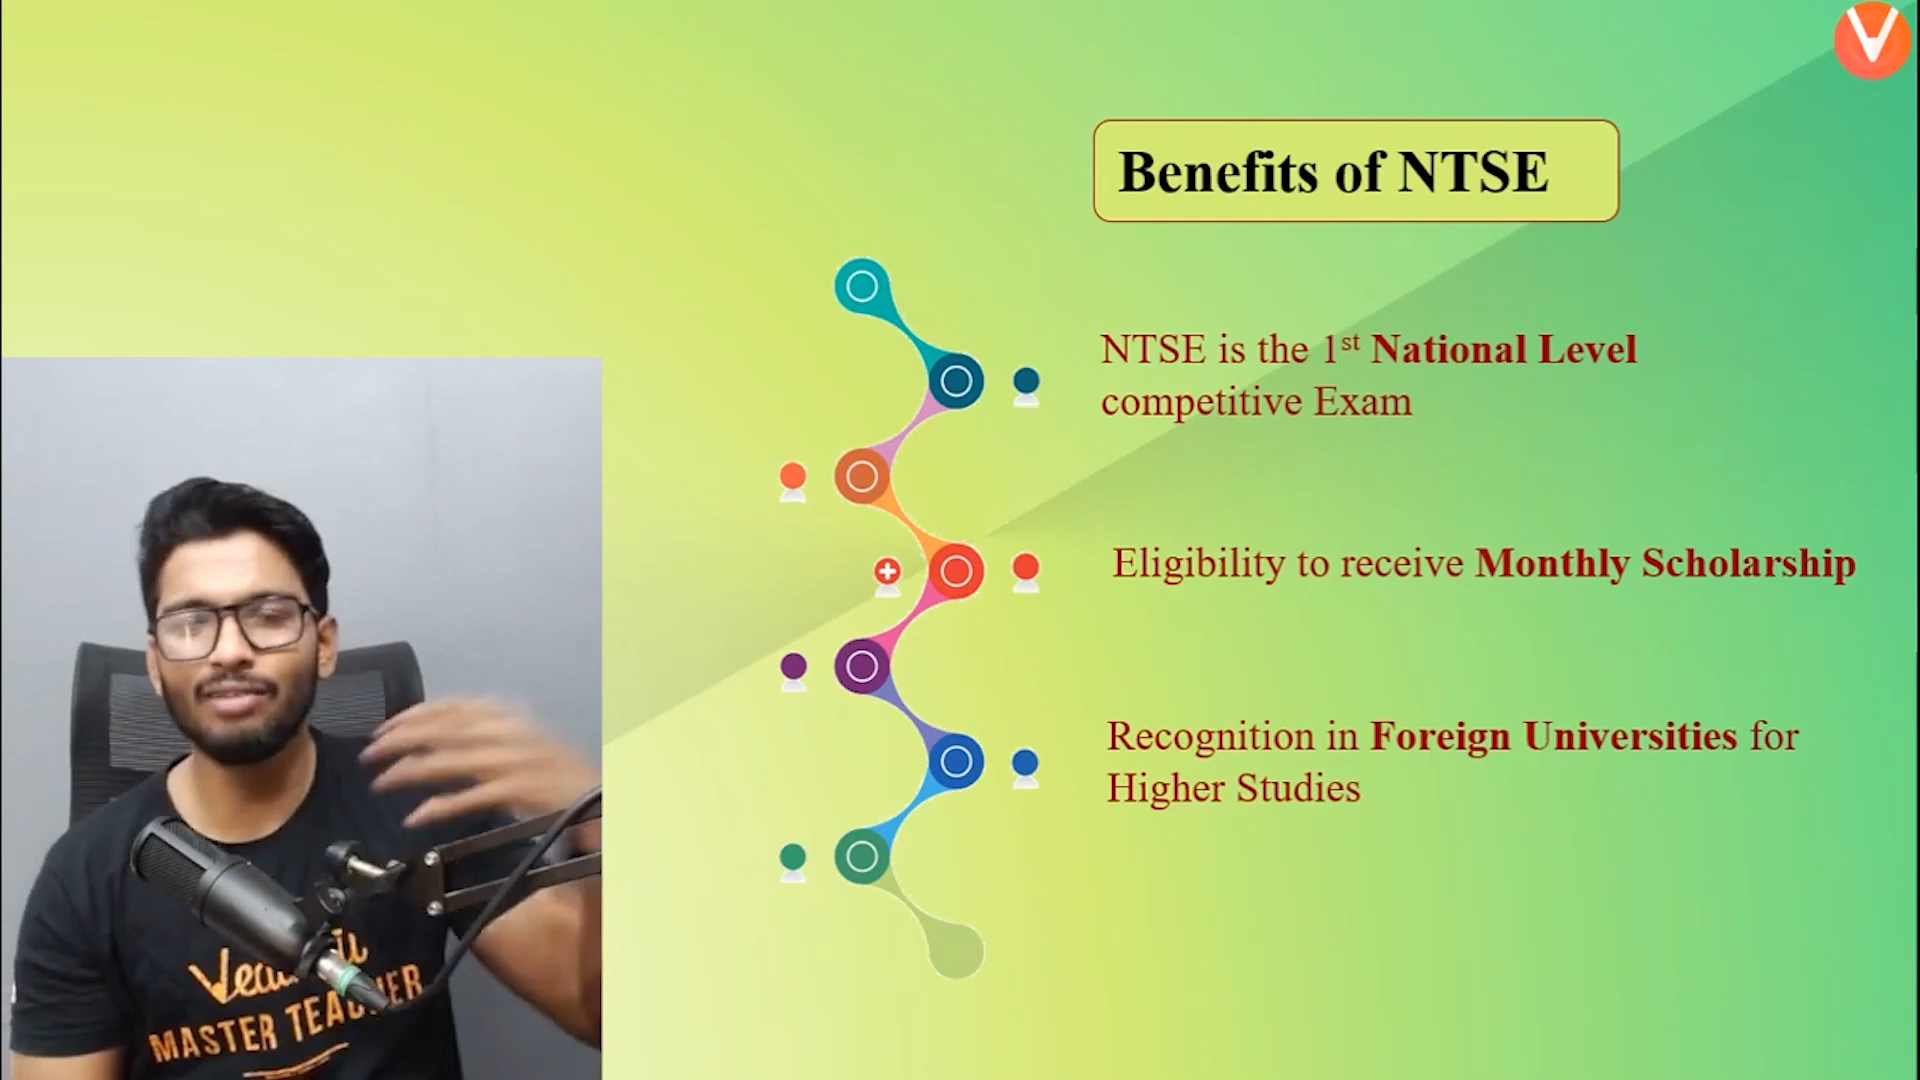 Benefits of NTSE
NTSE is the 1st National Level
competitive Exam
Eligibility to receive Monthly Scholarship
Recognition in Foreign Universities for
Higher Studies
MASTER